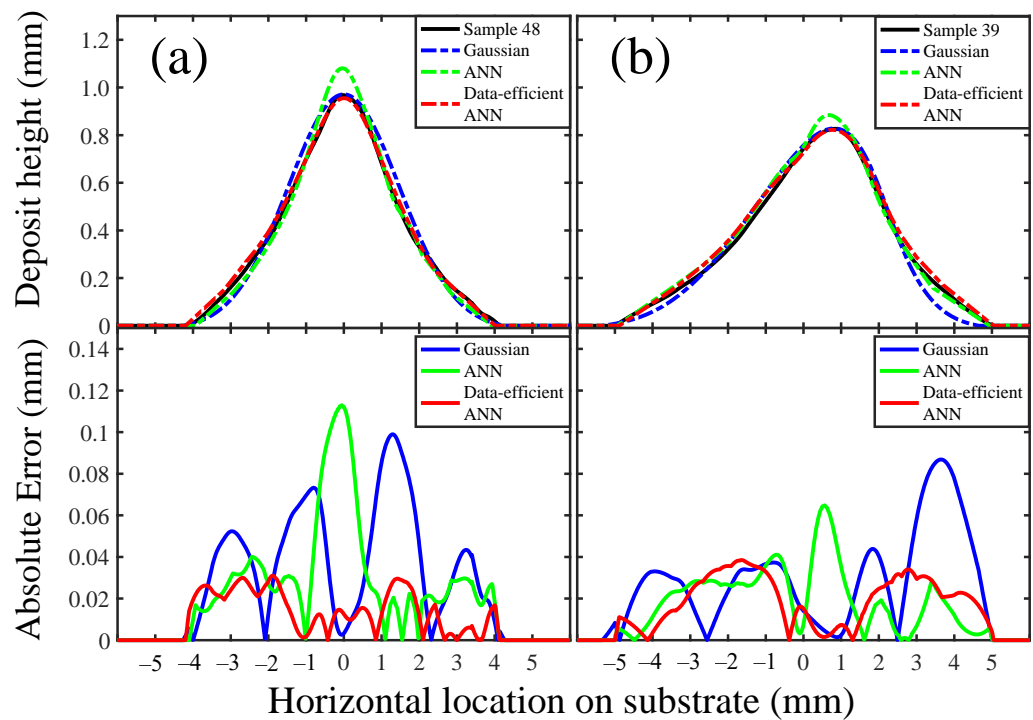 Deposit height (mm)
1.2
1.0
0.8
0.6
0.4
0.2
0
(a)
Sample 48
Gaussian
ANN
Data-efficient
ANN
(b)
Sample 39
Gaussian
ANN
Data-efficient
ANN
Absolute Error (mm)
0.14
0.12
0.1
0.08
0.06
0.04
0.02
0
Gaussian
ANN
Data-efficient
ANN
Gaussian
ANN
Data-efficient
ANN
−5 −4 −3 −2 −1 0 1 2 3 4 5 −5 −4 −3 −2 −1 0 1 2 3 4 5
Horizontal location on substrate (mm)